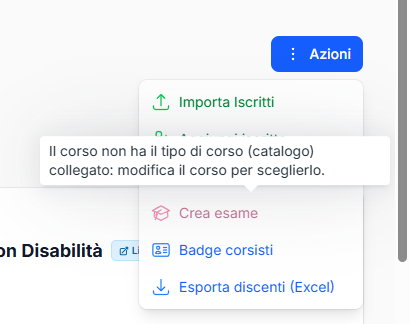 Azioni
Importa Iscritti
Il corso non ha il tipo di corso (catalogo)
collegato: modifica il corso per sceglierlo.
Crea esame
on Disabilità
Li
Badge corsisti
Esporta discenti (Excel)